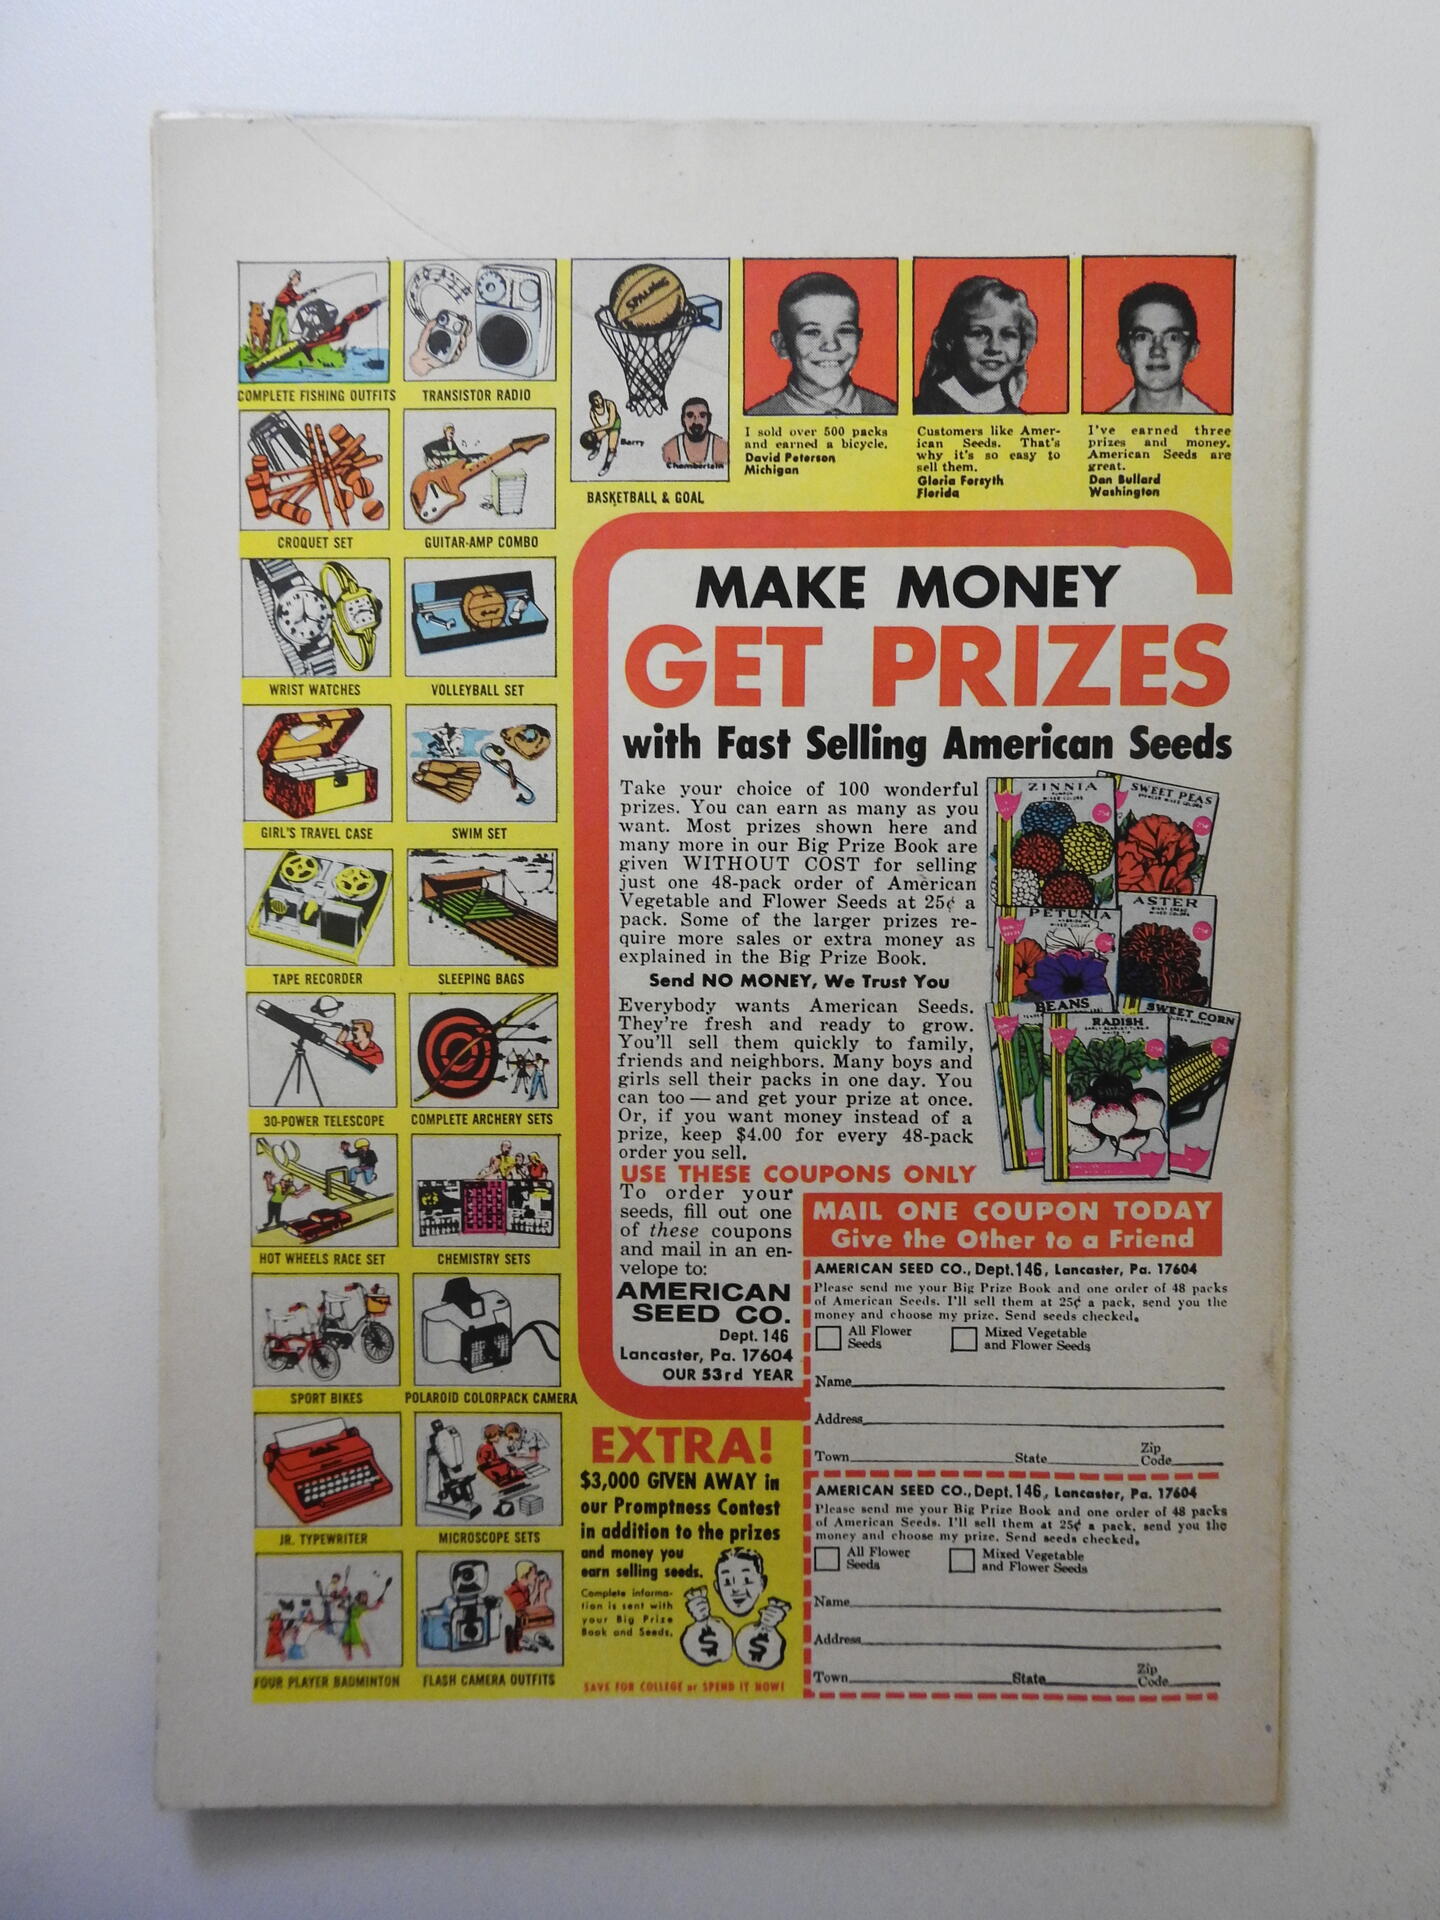 COMPLETE FISHING OUTFITS
TRANSISTOR RADIO
CROQUET SET
GUITAR-AMP COMBO
WRIST WATCHES
VOLLEYBALL SET
GIRL'S TRAVEL CASE
SWIM SET
TAPE RECORDER
SLEEPING BAGS
30-POWER TELESCOPE
COMPLETE ARCHERY SETS
HOT WHEELS RACE SET
CHEMISTRY SETS
SPORT BIKES
POLAROID COLORPACK CAMERA
JR. TYPEWRITER
MICROSCOPE SETS
FOUR PLAYER BADMINTON
FLASH CAMERA OUTFITS
SPALDING
Barry
Chamberlain
BASKETBALL & GOAL
I sold over 500 packs
and earned a bicycle.
David Peterson
Michigan
Customers like Amer-
ican Seeds. That's
why it's so easy to
sell them.
Gloria Forsyth
Florida
I've earned three
prizes and money.
American Seeds are
great.
Dan Bullard
Washington
MAKE MONEY
GET PRIZES
with Fast Selling American Seeds
Take your choice of 100 wonderful
prizes. You can earn as many as you
want. Most prizes shown here and
many more in our Big Prize Book are
given WITHOUT COST for selling
just one 48-pack order of American
Vegetable and Flower Seeds at 25¢ a
pack. Some of the larger prizes re-
quire more sales or extra money as
explained in the Big Prize Book.
Send NO MONEY, We Trust You
Everybody wants American Seeds.
They're fresh and ready to grow.
You'll sell them quickly to family,
friends and neighbors. Many boys and
girls sell their packs in one day. You
can too — and get your prize at once.
Or, if you want money instead of a
prize, keep $4.00 for every 48-pack
order you sell.
ZINNIA
MIXED COLORS
SWEET PEAS
MIXED COLORS
25¢
PETUNIA
MIXED COLORS
ASTER
MIXED COLORS
BEANS
RADISH
SWEET CORN
USE THESE COUPONS ONLY
To order your
seeds, fill out one
of these coupons
and mail in an en-
velope to:
AMERICAN
SEED CO.
Dept. 146
Lancaster, Pa. 17604
OUR 53rd YEAR
MAIL ONE COUPON TODAY
Give the Other to a Friend
AMERICAN SEED CO., Dept. 146, Lancaster, Pa. 17604
Please send me your Big Prize Book and one order of 48 packs
of American Seeds. I'll sell them at 25¢ a pack, send you the
money and choose my prize. Send seeds checked.
All Flower
Seeds
Mixed Vegetable
and Flower Seeds
Name
Address
Town State Zip Code
AMERICAN SEED CO., Dept. 146, Lancaster, Pa. 17604
Please send me your Big Prize Book and one order of 48 packs
of American Seeds. I'll sell them at 25¢ a pack, send you the
money and choose my prize. Send seeds checked.
All Flower
Seeds
Mixed Vegetable
and Flower Seeds
Name
Address
Town State Zip Code
EXTRA!
$3,000 GIVEN AWAY in
our Promptness Contest
in addition to the prizes
and money you
earn selling seeds.
Complete informa-
tion is sent with
your Big Prize
Book and Seeds.
$ $
SAVE FOR COLLEGE or SPEND IT NOW!